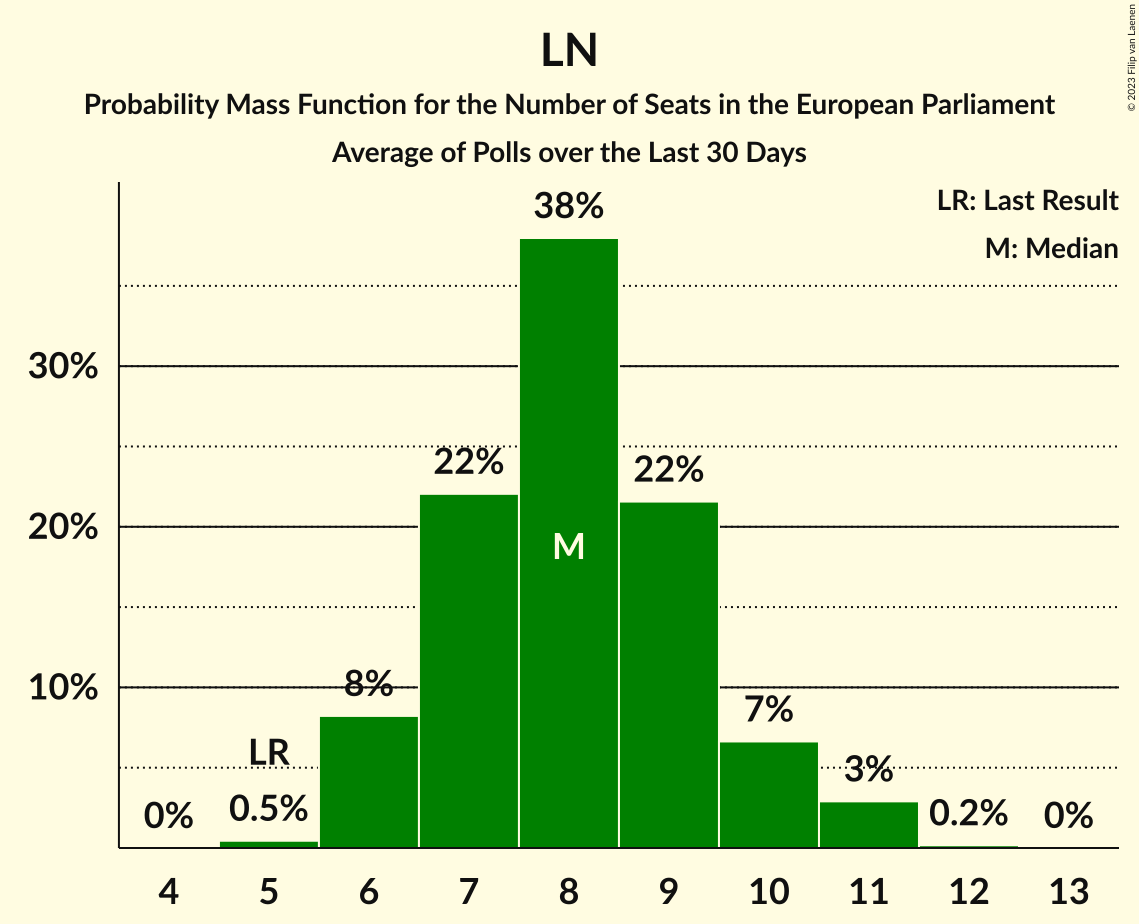 LN
Probability Mass Function for the Number of Seats in the European Parliament
Average of Polls over the Last 30 Days
© 2023 Filip van Laenen
LR: Last Result
M: Median
38%
30%
22%
22%
20%
M
10%
8%
7%
LR
3%
0%
0.5%
0.2%
0%
4 5 6 7 8 9 10 11 12 13